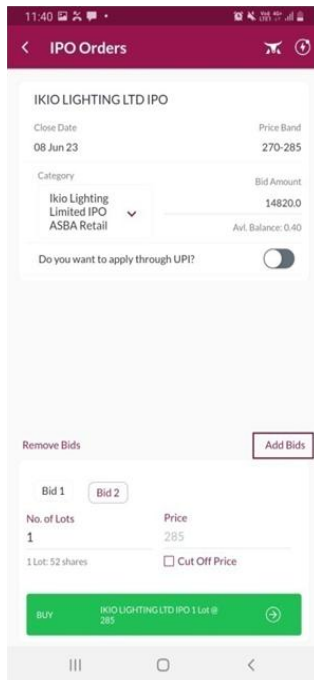 11:40
IPO Orders
IKIO LIGHTING LTD IPO
Close Date Price Band
08 Jun 23 270-285
Category Bid Amount
Ikio Lighting
Limited IPO
ASBA Retail
14820.0
Avl. Balance: 0.40
Do you want to apply through UPI?
Remove Bids Add Bids
Bid 1 Bid 2
No. of Lots Price
1 285
1 Lot: 52 shares Cut Off Price
BUY IKIO LIGHTING LTD IPO 1 Lot @
285